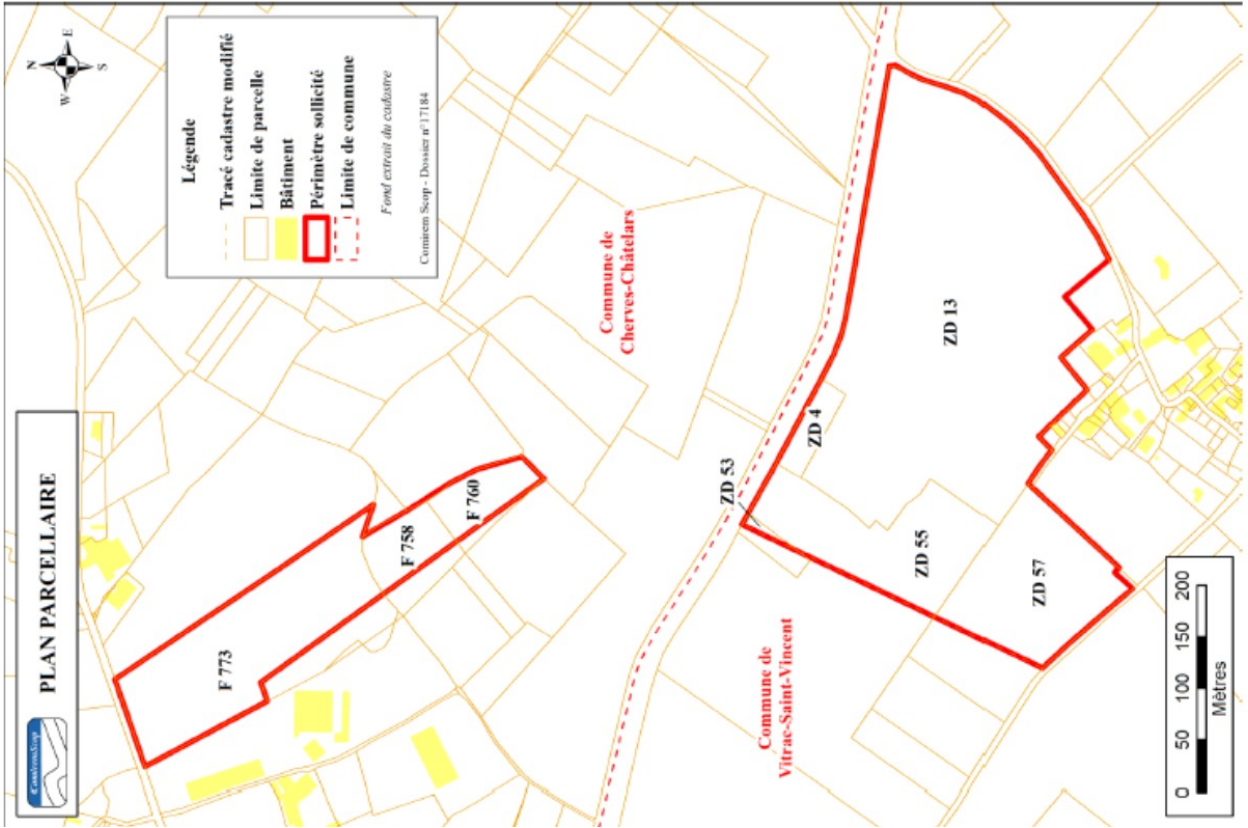 PLAN PARCELLAIRE
ComiremScop
N
E
S
W
Légende
Tracé cadastre modifié
Limite de parcelle
Bâtiment
Périmètre sollicité
Limite de commune
Fond extrait du cadastre
Comirem Scop - Dossier n°17184
F 773
F 758
F 760
Commune de
Cherves-Châtelars
ZD 53
ZD 4
ZD 13
ZD 55
ZD 57
Commune de
Vitrac-Saint-Vincent
0 50 100 150 200
Mètres